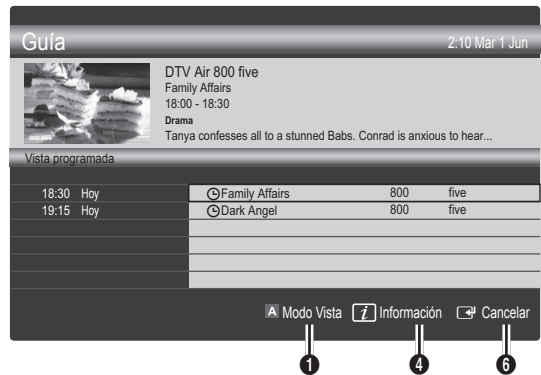 Guía 2:10 Mar 1 Jun
DTV Air 800 five
Family Affairs
18:00 - 18:30
Drama
Tanya confesses all to a stunned Babs. Conrad is anxious to hear...
800 five
Vista programada
18:30 Hoy Family Affairs 800 five
19:15 Hoy Dark Angel 800 five
A Modo Vista i Información Cancelar
1 4 6